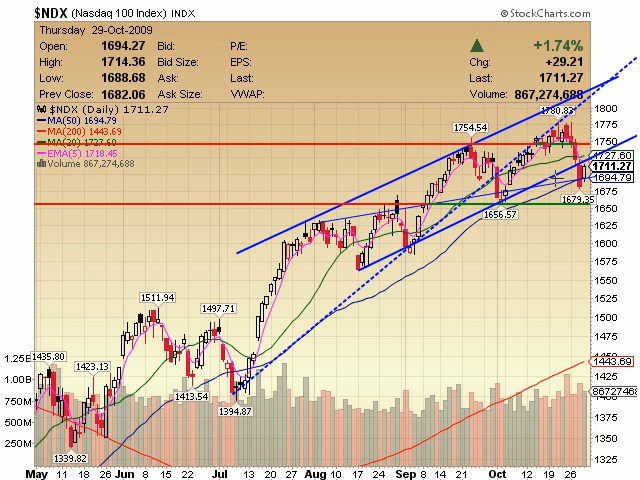 $NDX (Nasdaq 100 Index) INDX
© StockCharts.com
Thursday 29-Oct-2009
+1.74%
Open: 1694.27 Bid: P/E:
Chg: +29.21
High: 1714.36 Bid Size: EPS:
Last: 1711.27
Low: 1688.68 Ask: Last:
Volume: 867,274,688
Prev Close: 1682.06 Ask Size: VWAP:
$NDX (Daily) 1711.27
MA(50) 1694.79
MA(200) 1443.69
MA(20) 1727.60
EMA(5) 1718.45
Volume 867,274,688
1780.83
1754.54
1679.35
1656.57
1511.94
1497.71
1435.80
1423.13
1413.54
1394.87
1339.82
1800
1775
1750
1727.60
1711.27
1694.79
1675
1650
1625
1600
1575
1550
1525
1500
1475
1443.69
1425
1400
867274688
1375
1350
1325
1.25B
1.00B
750M
500M
250M
May 11 18 26 Jun 8 15 22 Jul 13 20 27 Aug 10 17 24 Sep 8 14 21 28 Oct 12 19 26